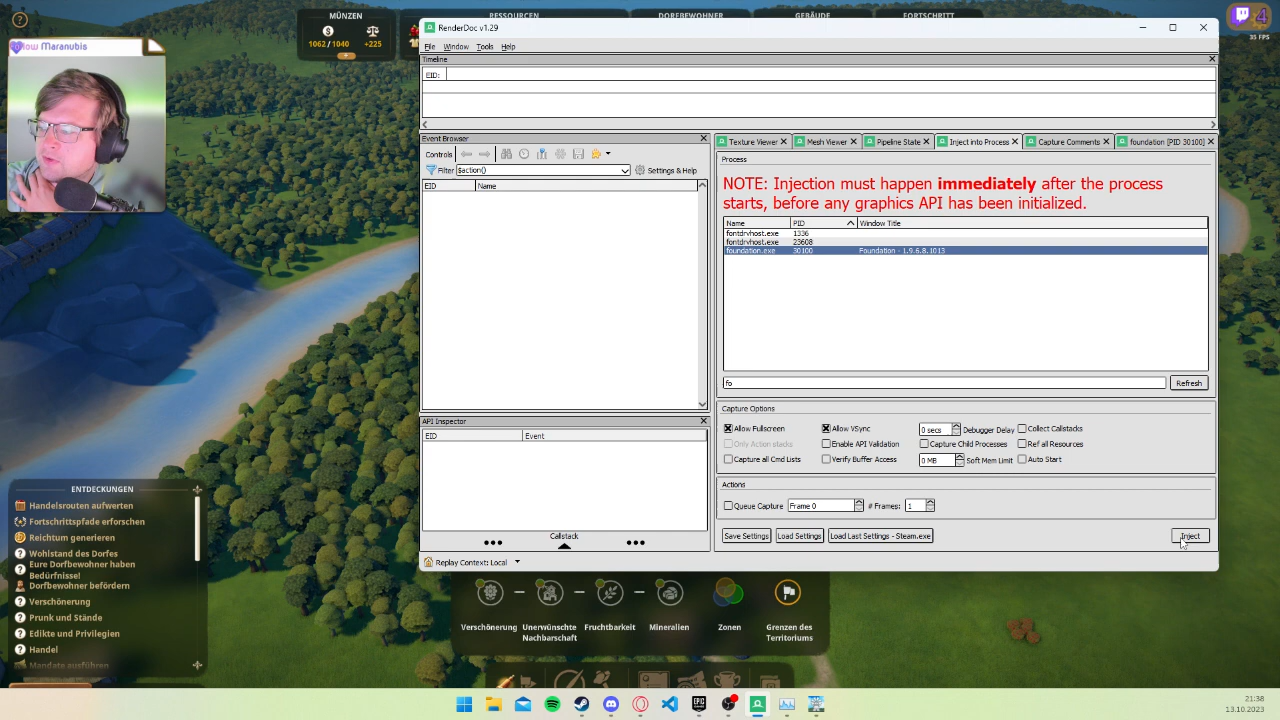 MÜNZEN
RESSOURCEN
DORFBEWOHNER
GEBÄUDE
FORTSCHRITT
1062 / 1040
+225
4
35 FPS
Maranubis
RenderDoc v1.29
File Window Tools Help
Timeline
EID:
Event Browser
Controls
Filter $action() Settings & Help
EID Name
API Inspector
EID Event
Callstack
Replay Context: Local
Texture Viewer
Mesh Viewer
Pipeline State
Inject into Process
Capture Comments
foundation [PID 30100]
Process
NOTE: Injection must happen immediately after the process
starts, before any graphics API has been initialized.
Name PID Window Title
fontdrvhost.exe 1336
fontdrvhost.exe 23608
foundation.exe 30100 Foundation - 1.9.6.8.1013
fo
Refresh
Capture Options
Allow Fullscreen Allow VSync 0 secs Debugger Delay Collect Callstacks
Only Action stacks Enable API Validation Capture Child Processes Ref all Resources
Capture all Cmd Lists Verify Buffer Access 0 MB Soft Mem Limit Auto Start
Actions
Queue Capture Frame 0 # Frames: 1
Save Settings Load Settings Load Last Settings - Steam.exe Inject
ENTDECKUNGEN
Handelsrouten aufwerten
Fortschrittspfade erforschen
Reichtum generieren
Wohlstand des Dorfes
Eure Dorfbewohner haben
Bedürfnisse!
Dorfbewohner befördern
Verschönerung
Prunk und Stände
Edikte und Privilegien
Handel
Mandate ausführen
Verschönerung
Unerwünschte
Nachbarschaft
Fruchtbarkeit
Mineralien
Zonen
Grenzen des
Territoriums
21:38
13.10.2023